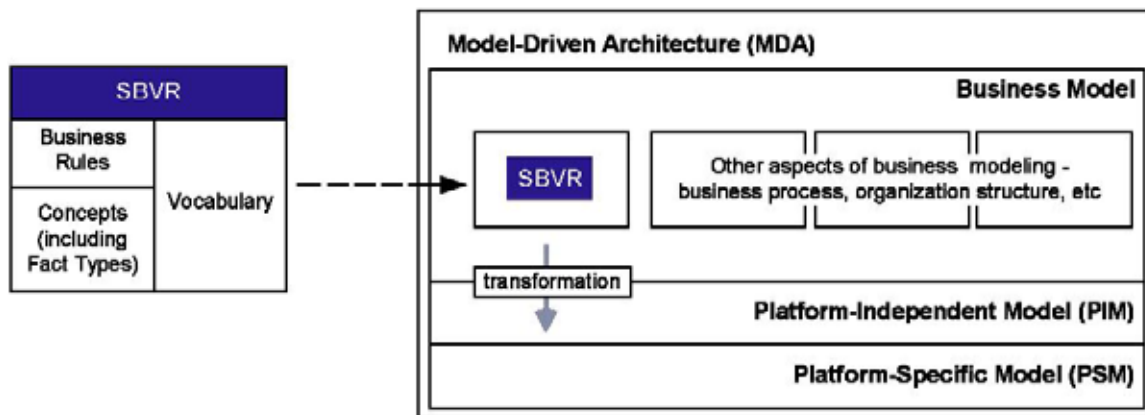 SBVR
Business
Rules
Concepts
(including
Fact Types)
Vocabulary
Model-Driven Architecture (MDA)
Business Model
SBVR
Other aspects of business modeling -
business process, organization structure, etc
transformation
Platform-Independent Model (PIM)
Platform-Specific Model (PSM)